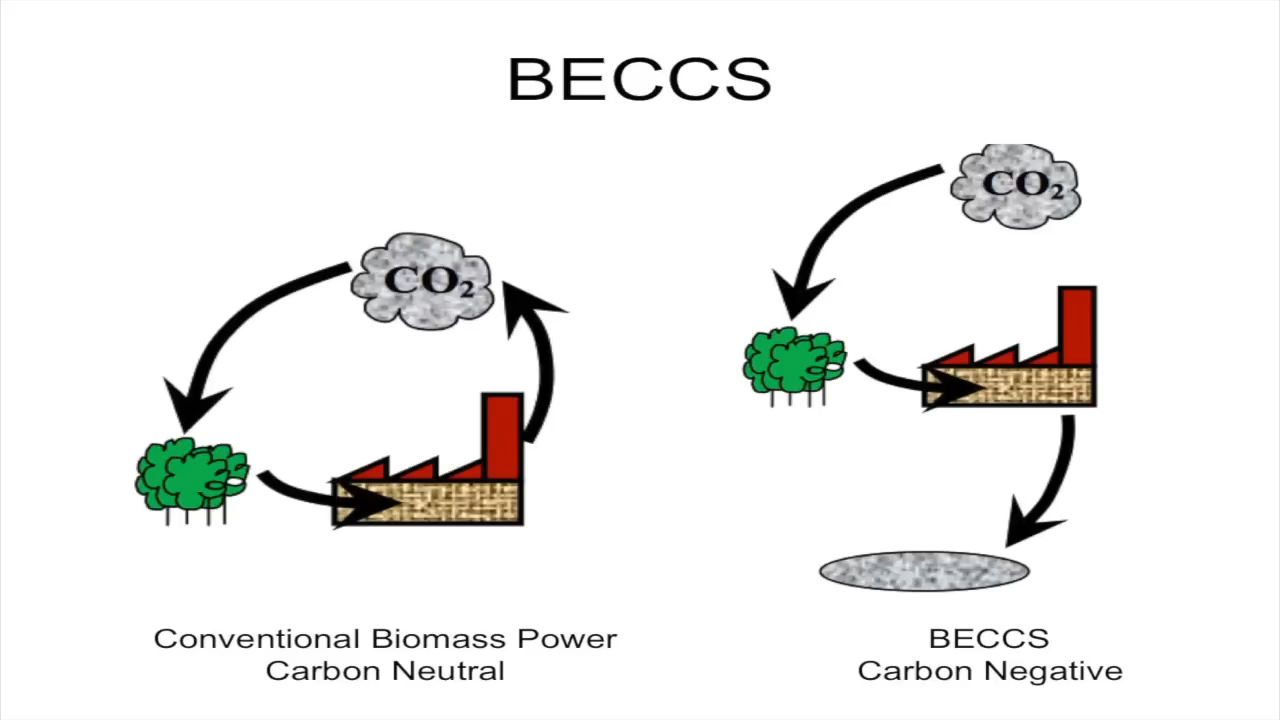 BECCS
CO₂
CO₂
Conventional Biomass Power
Carbon Neutral
BECCS
Carbon Negative